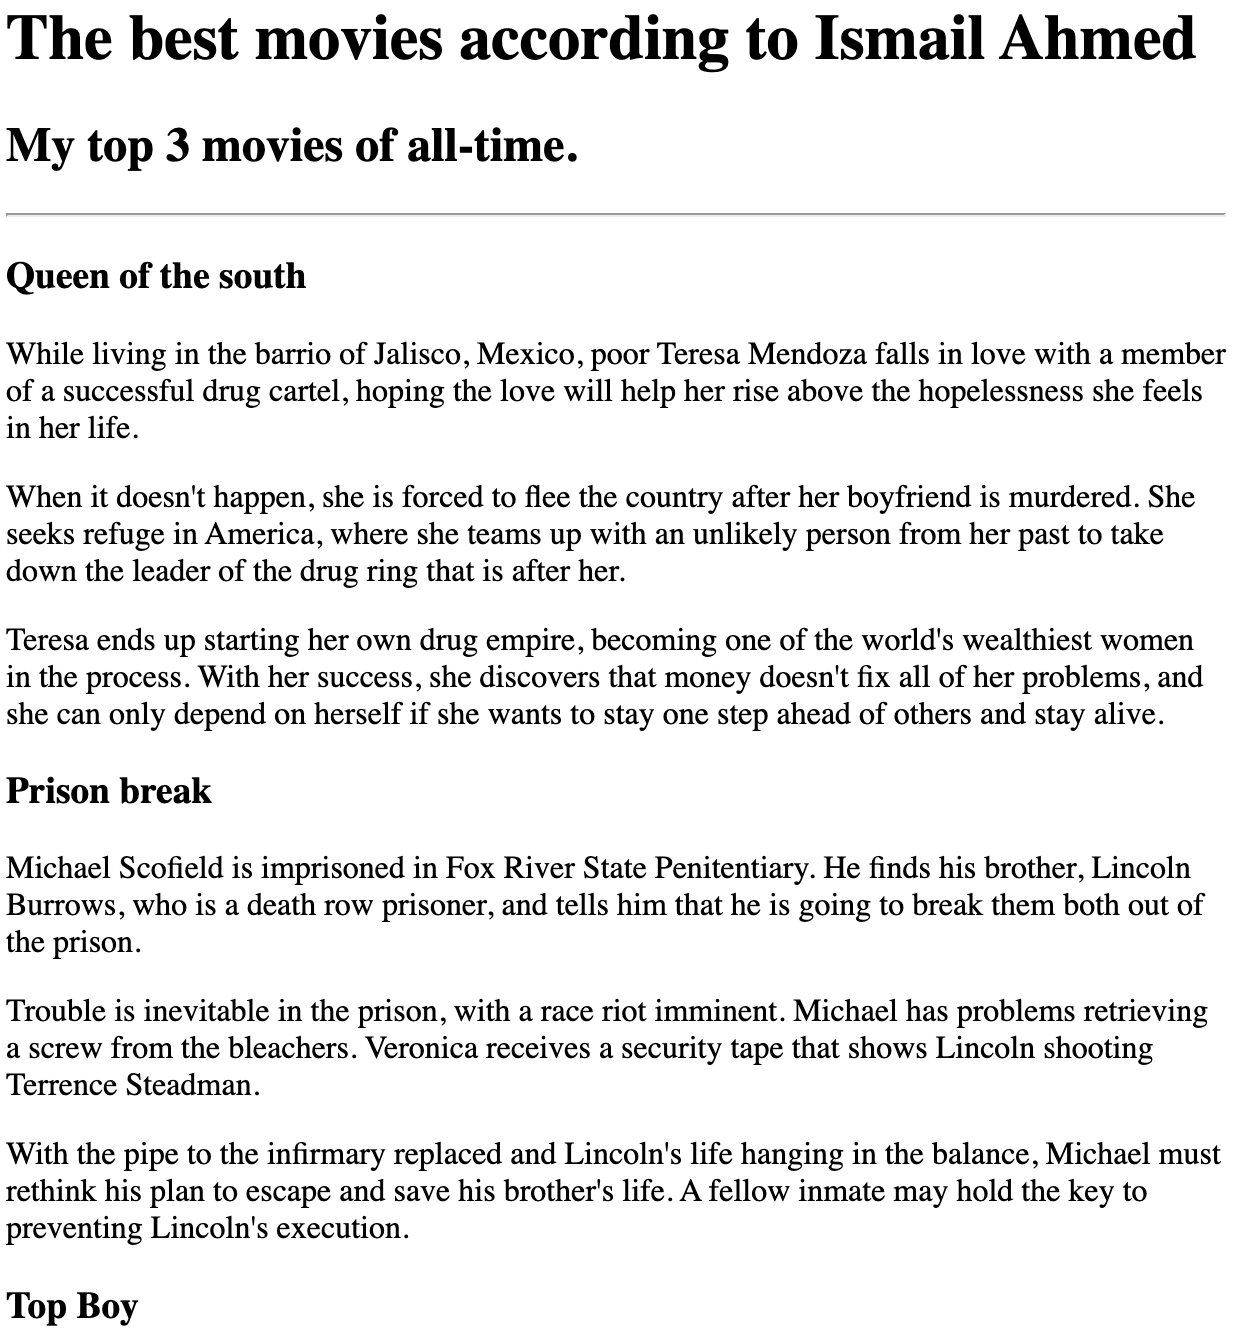 The best movies according to Ismail Ahmed
My top 3 movies of all-time.
Queen of the south
While living in the barrio of Jalisco, Mexico, poor Teresa Mendoza falls in love with a member
of a successful drug cartel, hoping the love will help her rise above the hopelessness she feels
in her life.
When it doesn't happen, she is forced to flee the country after her boyfriend is murdered. She
seeks refuge in America, where she teams up with an unlikely person from her past to take
down the leader of the drug ring that is after her.
Teresa ends up starting her own drug empire, becoming one of the world's wealthiest women
in the process. With her success, she discovers that money doesn't fix all of her problems, and
she can only depend on herself if she wants to stay one step ahead of others and stay alive.
Prison break
Michael Scofield is imprisoned in Fox River State Penitentiary. He finds his brother, Lincoln
Burrows, who is a death row prisoner, and tells him that he is going to break them both out of
the prison.
Trouble is inevitable in the prison, with a race riot imminent. Michael has problems retrieving
a screw from the bleachers. Veronica receives a security tape that shows Lincoln shooting
Terrence Steadman.
With the pipe to the infirmary replaced and Lincoln's life hanging in the balance, Michael must
rethink his plan to escape and save his brother's life. A fellow inmate may hold the key to
preventing Lincoln's execution.
Top Boy